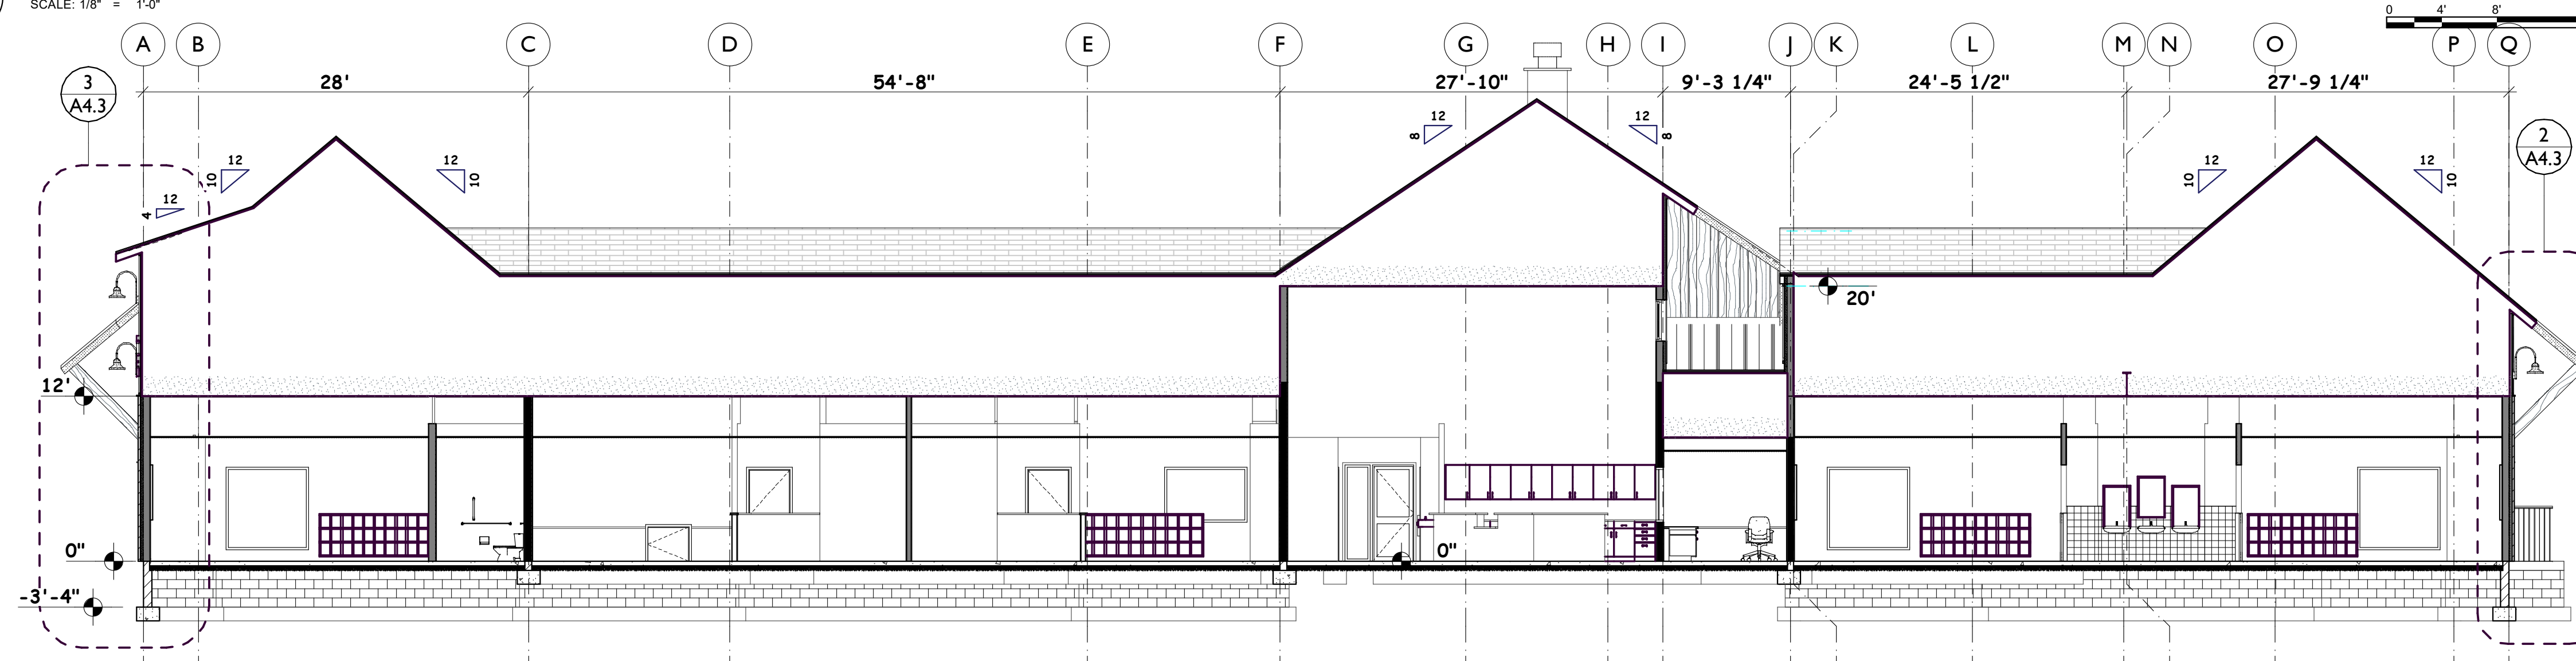 SCALE: 1/8" = 1'-0"
0 4' 8'
A B C D E F G H I J K L M N O P Q
3
A4.3
28' 54'-8" 27'-10" 9'-3 1/4" 24'-5 1/2" 27'-9 1/4"
2
A4.3
12 8
12 8
12 10
12 10
12 10
12 10
12 4
20'
12'
0"
0"
-3'-4"